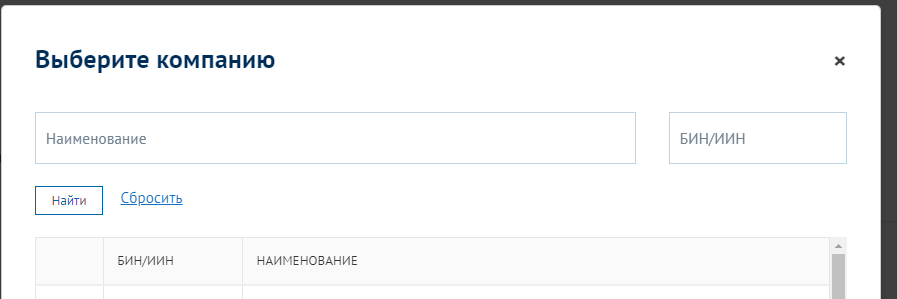 Выберите компанию ×
Наименование БИН/ИИН
Найти Сбросить
БИН/ИИН НАИМЕНОВАНИЕ